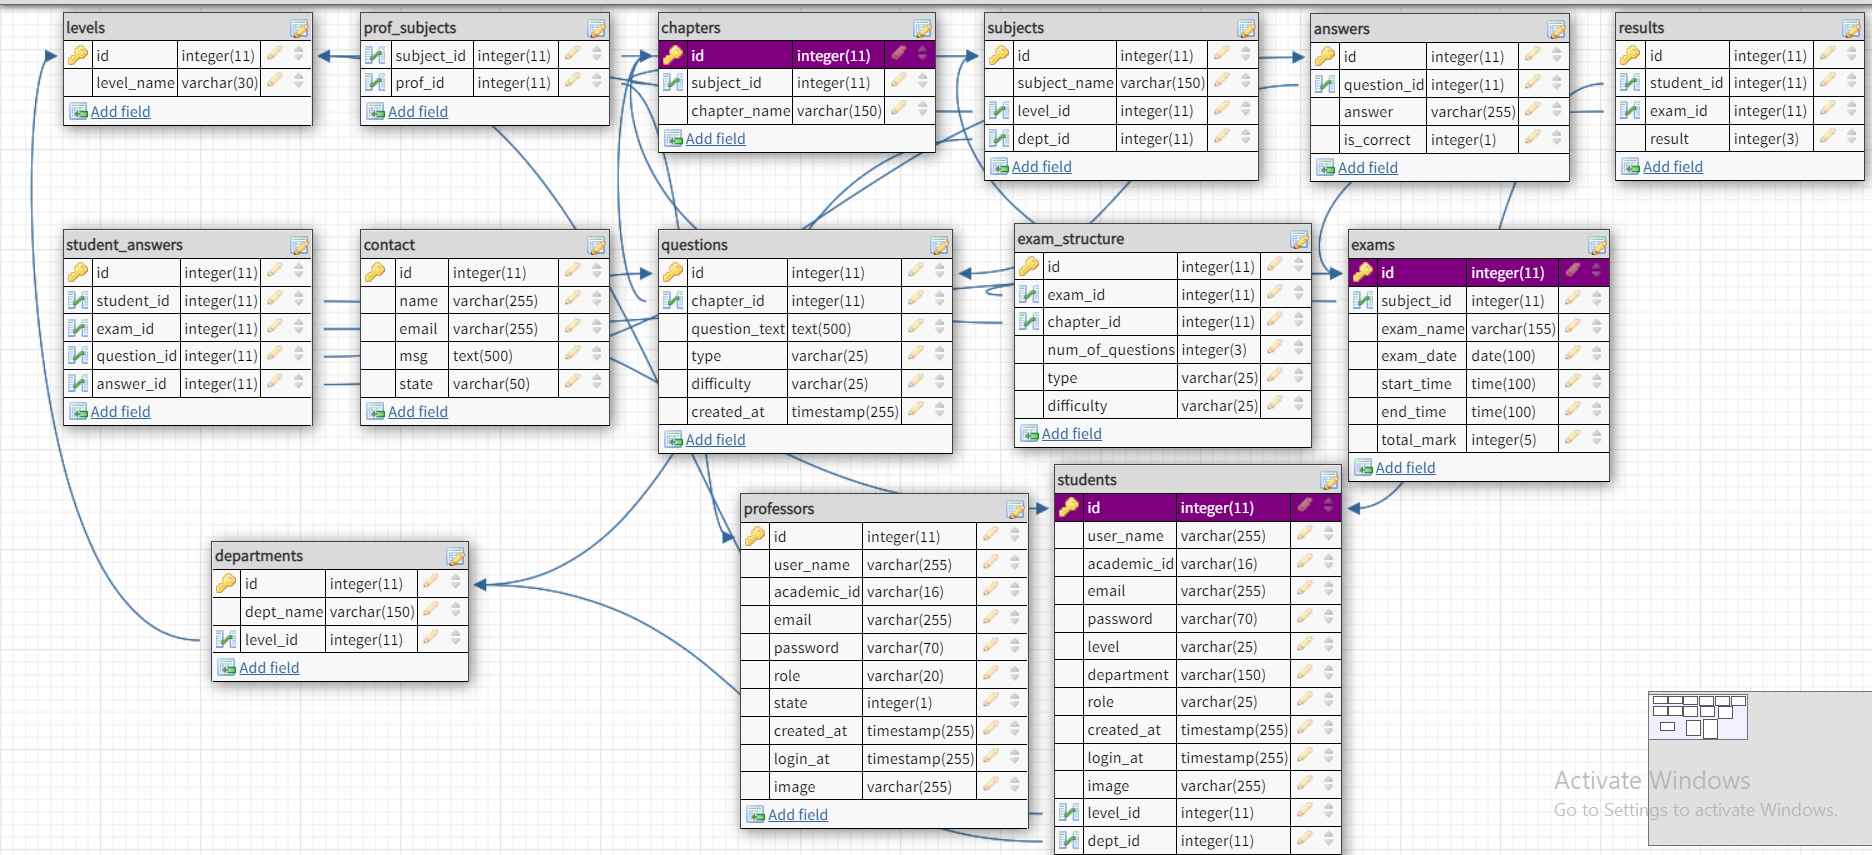 levels
id integer(11)
level_name varchar(30)
Add field
prof_subjects
subject_id integer(11)
prof_id integer(11)
Add field
chapters
id integer(11)
subject_id integer(11)
chapter_name varchar(150)
Add field
subjects
id integer(11)
subject_name varchar(150)
level_id integer(11)
dept_id integer(11)
Add field
answers
id integer(11)
question_id integer(11)
answer varchar(255)
is_correct integer(1)
Add field
results
id integer(11)
student_id integer(11)
exam_id integer(11)
result integer(3)
Add field
student_answers
id integer(11)
student_id integer(11)
exam_id integer(11)
question_id integer(11)
answer_id integer(11)
Add field
contact
id integer(11)
name varchar(255)
email varchar(255)
msg text(500)
state varchar(50)
Add field
questions
id integer(11)
chapter_id integer(11)
question_text text(500)
type varchar(25)
difficulty varchar(25)
created_at timestamp(255)
Add field
exam_structure
id integer(11)
exam_id integer(11)
chapter_id integer(11)
num_of_questions integer(3)
type varchar(25)
difficulty varchar(25)
Add field
exams
id integer(11)
subject_id integer(11)
exam_name varchar(155)
exam_date date(100)
start_time time(100)
end_time time(100)
total_mark integer(5)
Add field
departments
id integer(11)
dept_name varchar(150)
level_id integer(11)
Add field
professors
id integer(11)
user_name varchar(255)
academic_id varchar(16)
email varchar(255)
password varchar(70)
role varchar(20)
state integer(1)
created_at timestamp(255)
login_at timestamp(255)
image varchar(255)
Add field
students
id integer(11)
user_name varchar(255)
academic_id varchar(16)
email varchar(255)
password varchar(70)
level varchar(25)
department varchar(150)
role varchar(25)
created_at timestamp(255)
login_at timestamp(255)
image varchar(255)
level_id integer(11)
dept_id integer(11)
Activate Windows
Go to Settings to activate Windows.